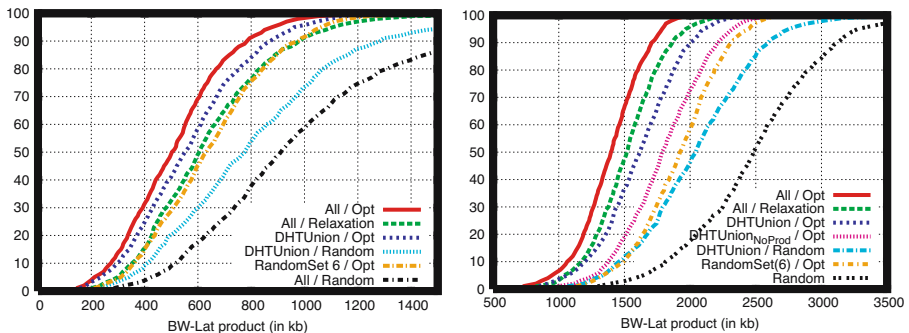 100
90
80
70
60
50
40
30
20
10
0
0 200 400 600 800 1000 1200 1400
BW-Lat product (in kb)
All / Opt
All / Relaxation
DHTUnion / Opt
DHTUnion / Random
RandomSet 6 / Opt
All / Random
100
90
80
70
60
50
40
30
20
10
0
500 1000 1500 2000 2500 3000 3500
BW-Lat product (in kb)
All / Opt
All / Relaxation
DHTUnion / Opt
DHTUnionNoProd / Opt
DHTUnion / Random
RandomSet(6) / Opt
Random